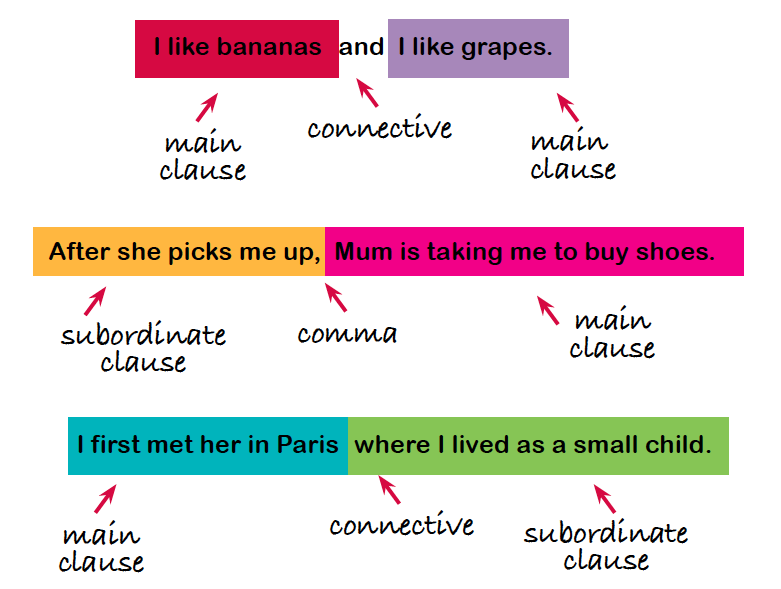 I like bananas and I like grapes.
main
clause
connective
main
clause
After she picks me up, Mum is taking me to buy shoes.
subordinate
clause
comma
main
clause
I first met her in Paris where I lived as a small child.
main
clause
connective
subordinate
clause